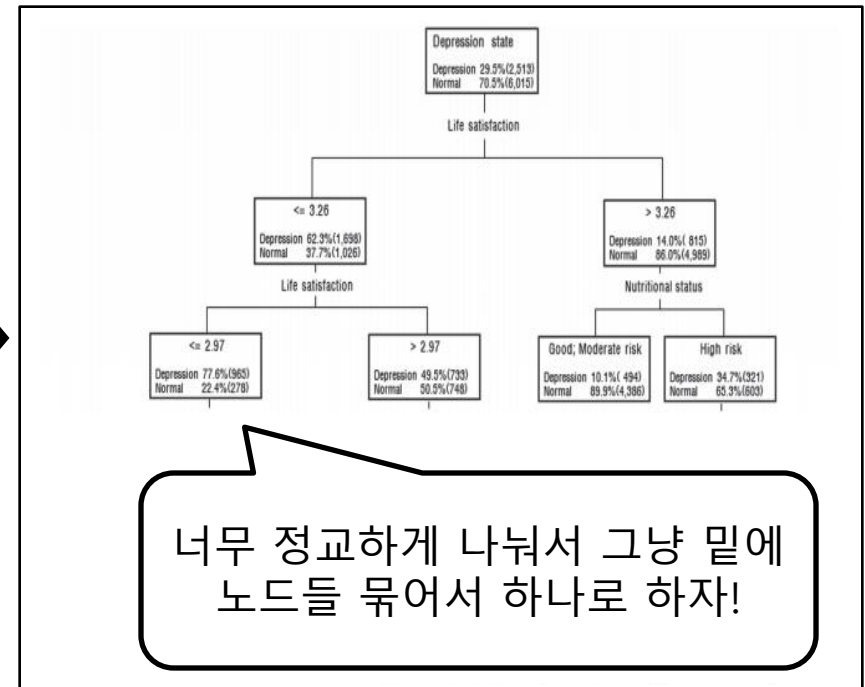 Depression state
Depression 29.5%(2,513)
Normal 70.5%(6,015)
Life satisfaction
<= 3.26
Depression 62.3%(1,698)
Normal 37.7%(1,026)
> 3.26
Depression 14.0%( 815)
Normal 86.0%(4,989)
Life satisfaction
Nutritional status
<= 2.97
Depression 77.6%(965)
Normal 22.4%(278)
> 2.97
Depression 49.5%(733)
Normal 50.5%(748)
Good; Moderate risk
Depression 10.1%( 494)
Normal 89.9%(4,386)
High risk
Depression 34.7%(321)
Normal 65.3%(603)
너무 정교하게 나눠서 그냥 밑에
노드들 묶어서 하나로 하자!